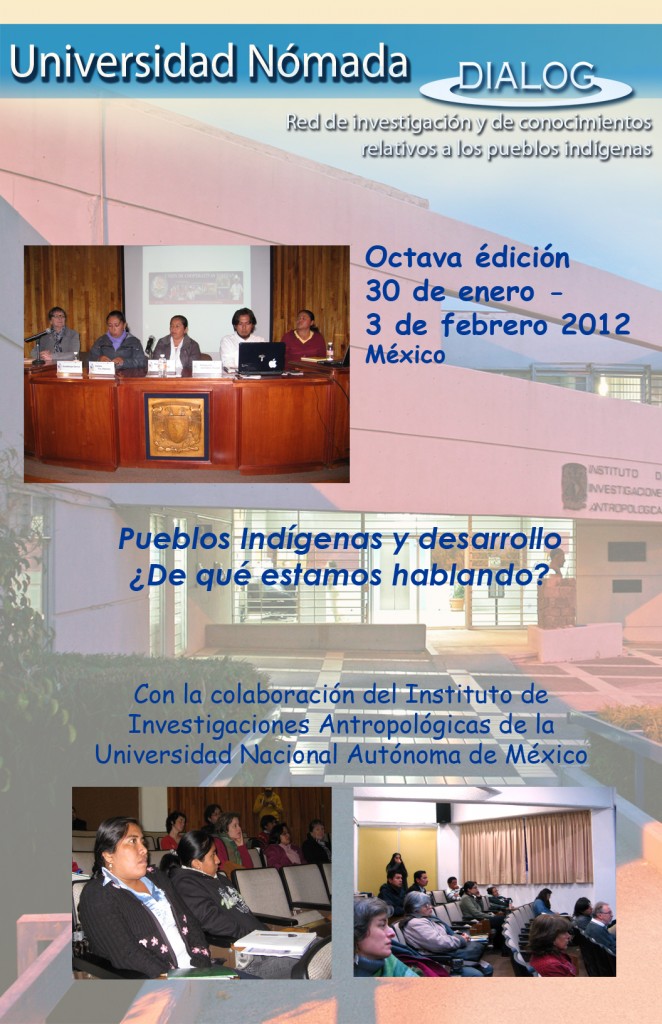 Universidad Nómada
DIALOG
Red de investigación y de conocimientos
relativos a los pueblos indígenas
Octava édición
30 de enero -
3 de febrero 2012
México
INSTITUTO D
INVESTIGACIONE
ANTROPOLOGICA
Pueblos Indígenas y desarrollo
¿De qué estamos hablando?
Con la colaboración del Instituto de
Investigaciones Antropológicas de la
Universidad Nacional Autónoma de México